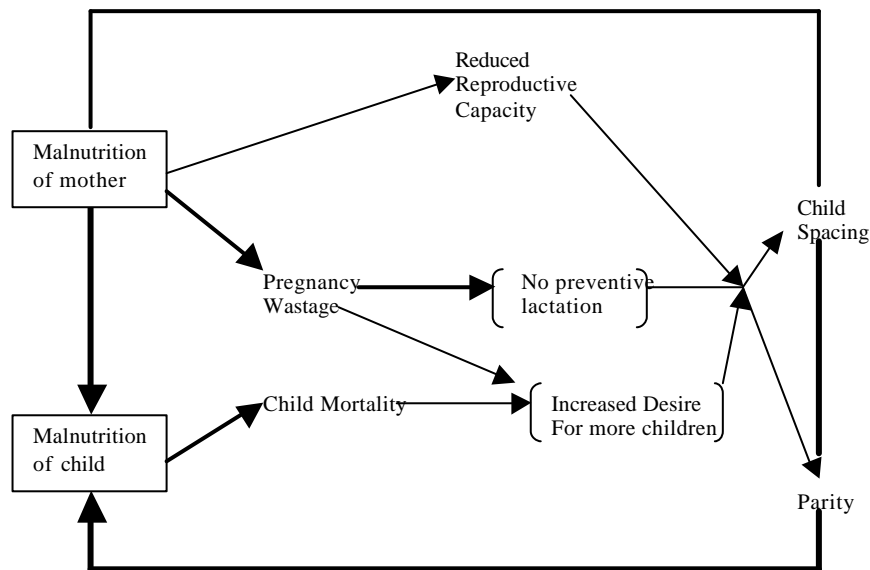 Reduced
Reproductive
Capacity
Malnutrition
of mother
Child
Spacing
Pregnancy
Wastage
No preventive
lactation
Child Mortality
Increased Desire
For more children
Malnutrition
of child
Parity